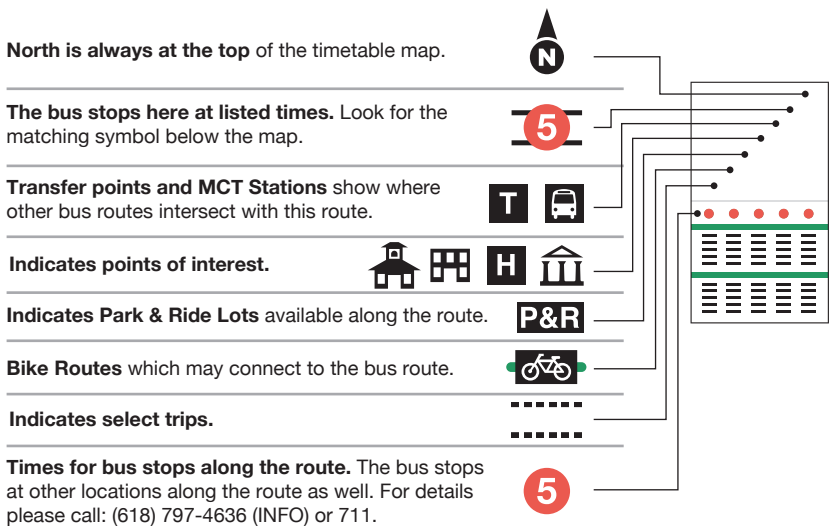 North is always at the top of the timetable map.
N
The bus stops here at listed times. Look for the
matching symbol below the map.
5
Transfer points and MCT Stations show where
other bus routes intersect with this route.
T
Indicates points of interest.
H
Indicates Park & Ride Lots available along the route.
P&R
Bike Routes which may connect to the bus route.
Indicates select trips.
Times for bus stops along the route. The bus stops
at other locations along the route as well. For details
please call: (618) 797-4636 (INFO) or 711.
5